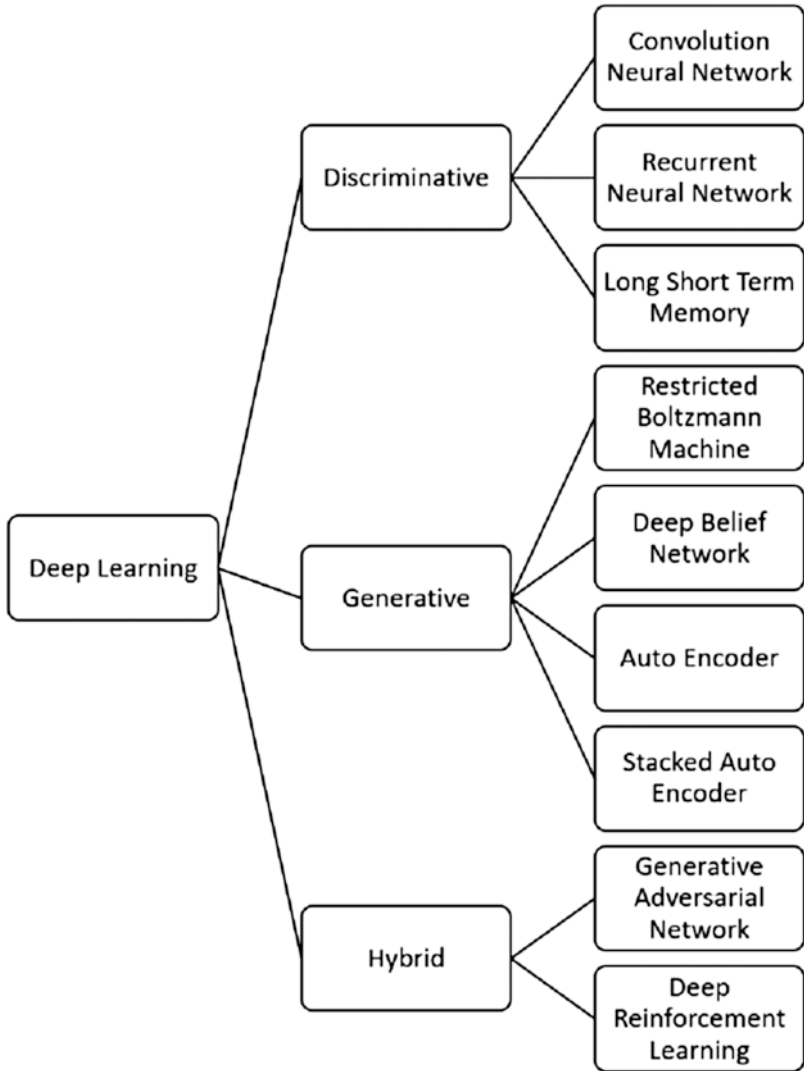 Convolution
Neural Network
Discriminative
Recurrent
Neural Network
Long Short Term
Memory
Restricted
Boltzmann
Machine
Deep Belief
Network
Deep Learning
Generative
Auto Encoder
Stacked Auto
Encoder
Generative
Adversarial
Network
Hybrid
Deep
Reinforcement
Learning